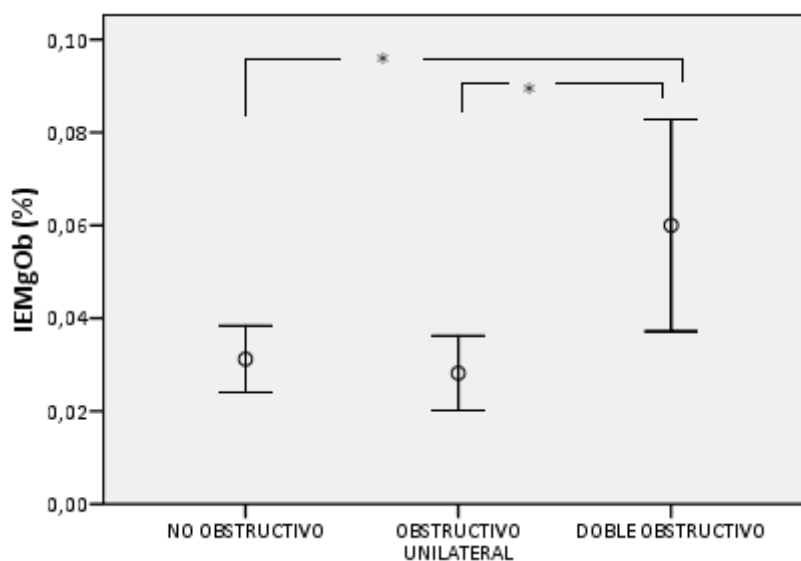 0,10
*
*
0,08
0,06
0,04
0,02
0,00
IEMgOb (%)
NO OBSTRUCTIVO
OBSTRUCTIVO
UNILATERAL
DOBLE OBSTRUCTIVO